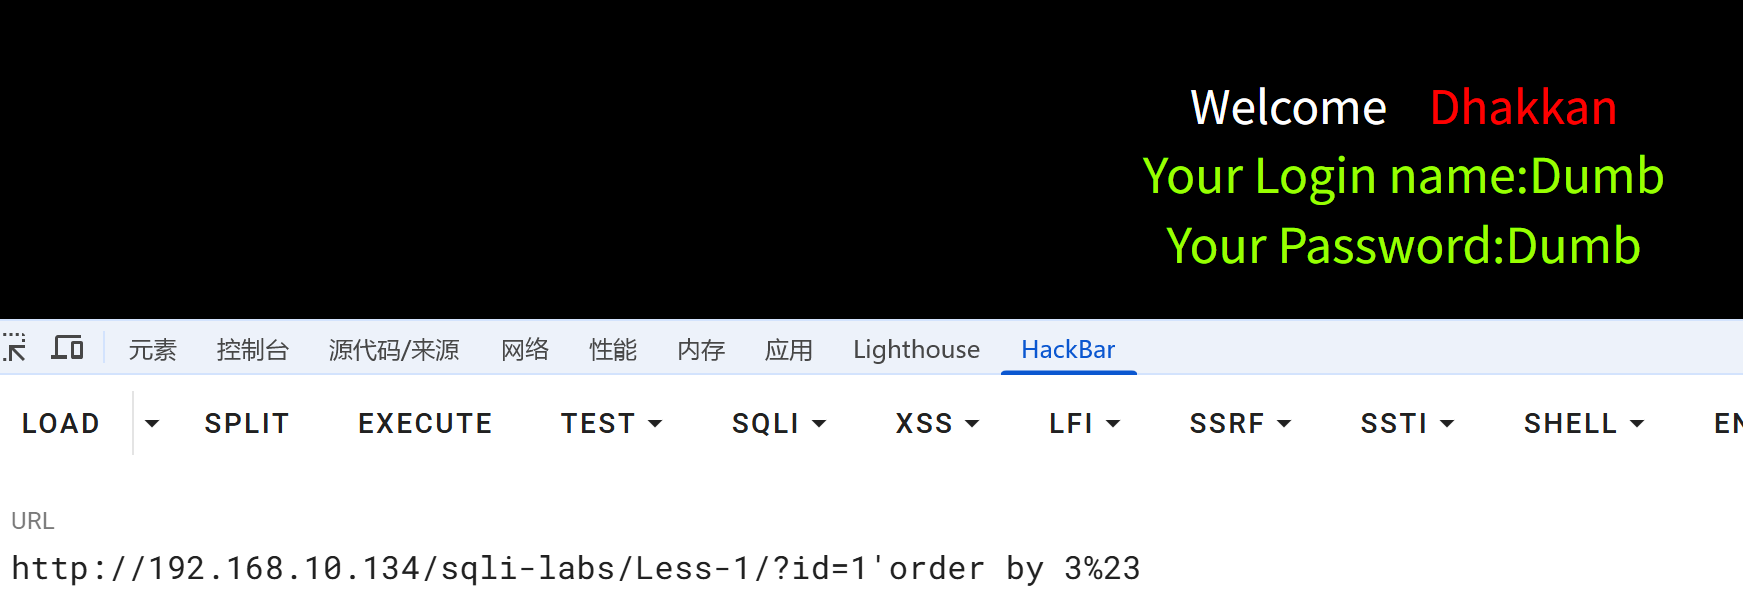 Welcome Dhakkan
Your Login name:Dumb
Your Password:Dumb
元素 控制台 源代码/来源 网络 性能 内存 应用 Lighthouse HackBar
LOAD SPLIT EXECUTE TEST SQLI XSS LFI SSRF SSTI SHELL EN
URL
http://192.168.10.134/sqli-labs/Less-1/?id=1'order by 3%23